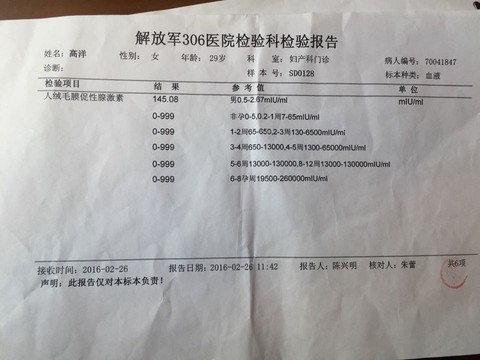 解放军306医院检验科检验报告
姓名：高洋 性别：女 年龄：29岁 科 室：妇产科门诊 病人编号：70041847
诊断： 样 本 号：SD0128 标本种类：血液
检验项目 结 果 参 考 值 单 位
人绒毛膜促性腺激素 145.08 男0.5-2.67mIU/ml mIU/ml
0-999 非孕0-5,0.2-1周7-65mIU/ml
0-999 1-2周65-650,2-3周130-6500mIU/ml
0-999 3-4周650-13000,4-5周1300-65000mIU/ml
0-999 5-6周13000-130000,8-12周13000-130000mIU/ml
0-999 6-8孕周19500-260000mIU/ml
接收时间：2016-02-26 报告日期：2016-02-26 11:42 报告人：陈兴明 核对人：朱蕾 共6项
声明：此报告仅对本标本负责！